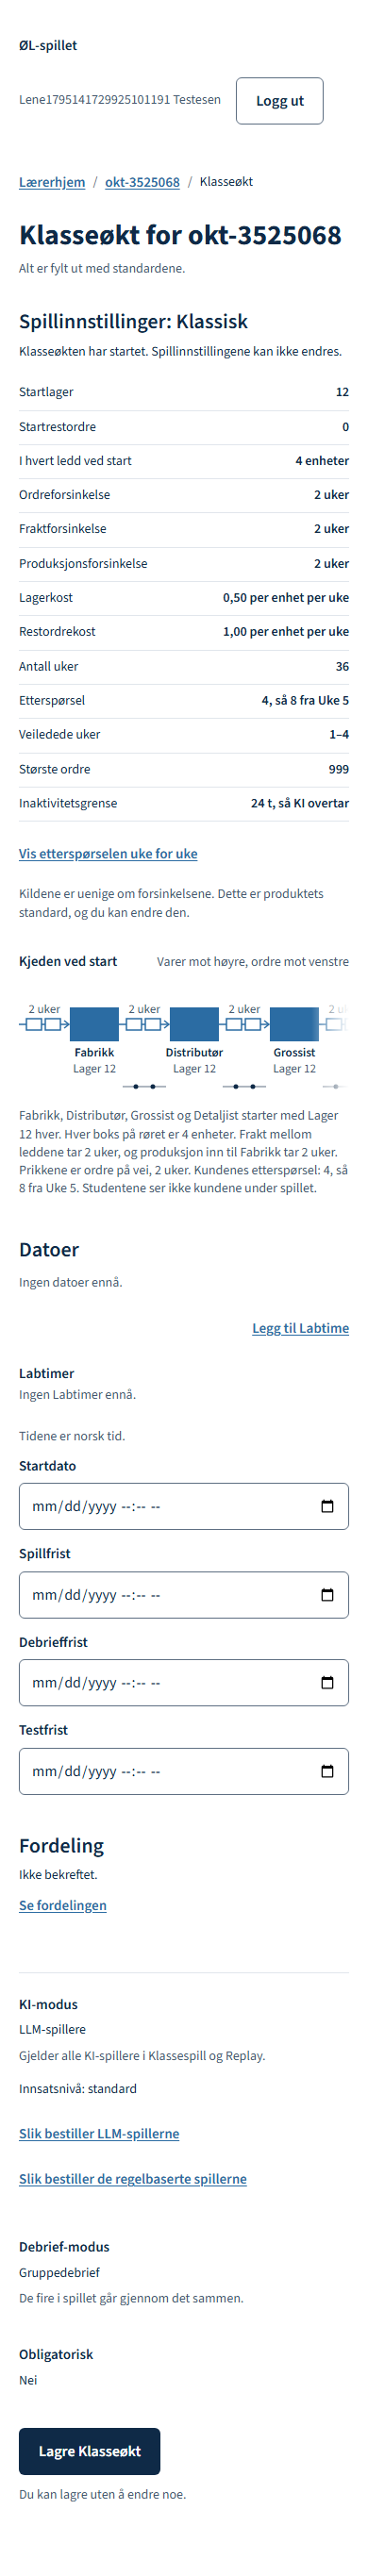 ØL-spillet
Lene1795141729925101191 Testesen
Logg ut
Lærerhjem / okt-3525068 / Klasseøkt
Klasseøkt for okt-3525068
Alt er fylt ut med standardene.
Spillinnstillinger: Klassisk
Klasseøkten har startet. Spillinnstillingene kan ikke endres.
Startlager 12
Startrestordre 0
I hvert ledd ved start 4 enheter
Ordreforsinkelse 2 uker
Fraktforsinkelse 2 uker
Produksjonsforsinkelse 2 uker
Lagerkost 0,50 per enhet per uke
Restordrekost 1,00 per enhet per uke
Antall uker 36
Etterspørsel 4, så 8 fra Uke 5
Veiledede uker 1–4
Største ordre 999
Inaktivitetsgrense 24 t, så KI overtar
Vis etterspørselen uke for uke
Kildene er uenige om forsinkelsene. Dette er produktets
standard, og du kan endre den.
Kjeden ved start Varer mot høyre, ordre mot venstre
2 uker 2 uker 2 uker
Fabrikk Distributør Grossist
Lager 12 Lager 12 Lager 12
Fabrikk, Distributør, Grossist og Detaljist starter med Lager
12 hver. Hver boks på røret er 4 enheter. Frakt mellom
leddene tar 2 uker, og produksjon inn til Fabrikk tar 2 uker.
Prikkene er ordre på vei, 2 uker. Kundenes etterspørsel: 4, så
8 fra Uke 5. Studentene ser ikke kundene under spillet.
Datoer
Ingen datoer ennå.
Legg til Labtime
Labtimer
Ingen Labtimer ennå.
Tidene er norsk tid.
Startdato
mm/dd/yyyy --:-- --
Spillfrist
mm/dd/yyyy --:-- --
Debrieffrist
mm/dd/yyyy --:-- --
Testfrist
mm/dd/yyyy --:-- --
Fordeling
Ikke bekreftet.
Se fordelingen
KI-modus
LLM-spillere
Gjelder alle KI-spillere i Klassespill og Replay.
Innsatsnivå: standard
Slik bestiller LLM-spillerne
Slik bestiller de regelbaserte spillerne
Debrief-modus
Gruppedebrief
De fire i spillet går gjennom det sammen.
Obligatorisk
Nei
Lagre Klasseøkt
Du kan lagre uten å endre noe.